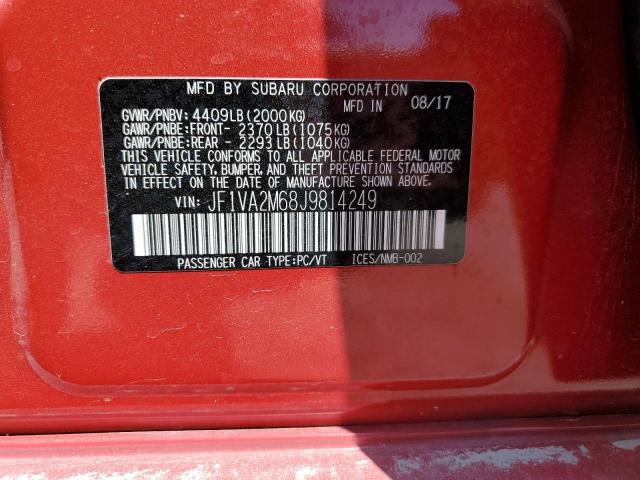 MFD BY SUBARU CORPORATION
MFD IN 08/17
GVWR/PNBV: 4409LB (2000KG)
GAWR/PNBE:FRONT- 2370LB(1075KG)
GAWR/PNBE:REAR - 2293LB(1040KG)
THIS VEHICLE CONFORMS TO ALL APPLICABLE FEDERAL MOTOR
VEHICLE SAFETY, BUMPER, AND THEFT PREVENTION STANDARDS
IN EFFECT ON THE DATE OF MANUFACTURE SHOWN ABOVE.
VIN: JF1VA2M68J9814249
PASSENGER CAR TYPE:PC/VT ICES/NMB-002